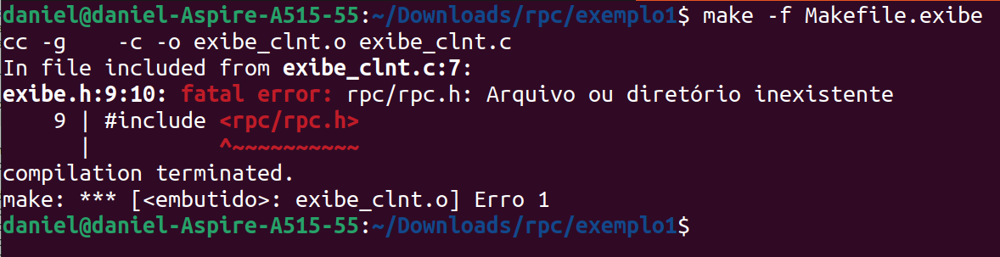 daniel@daniel-Aspire-A515-55:~/Downloads/rpc/exemplo1$ make -f Makefile.exibe
cc -g    -c -o exibe_clnt.o exibe_clnt.c
In file included from exibe_clnt.c:7:
exibe.h:9:10: fatal error: rpc/rpc.h: Arquivo ou diretório inexistente
    9 | #include <rpc/rpc.h>
      |          ^~~~~~~~~~~
compilation terminated.
make: *** [<embutido>: exibe_clnt.o] Erro 1
daniel@daniel-Aspire-A515-55:~/Downloads/rpc/exemplo1$